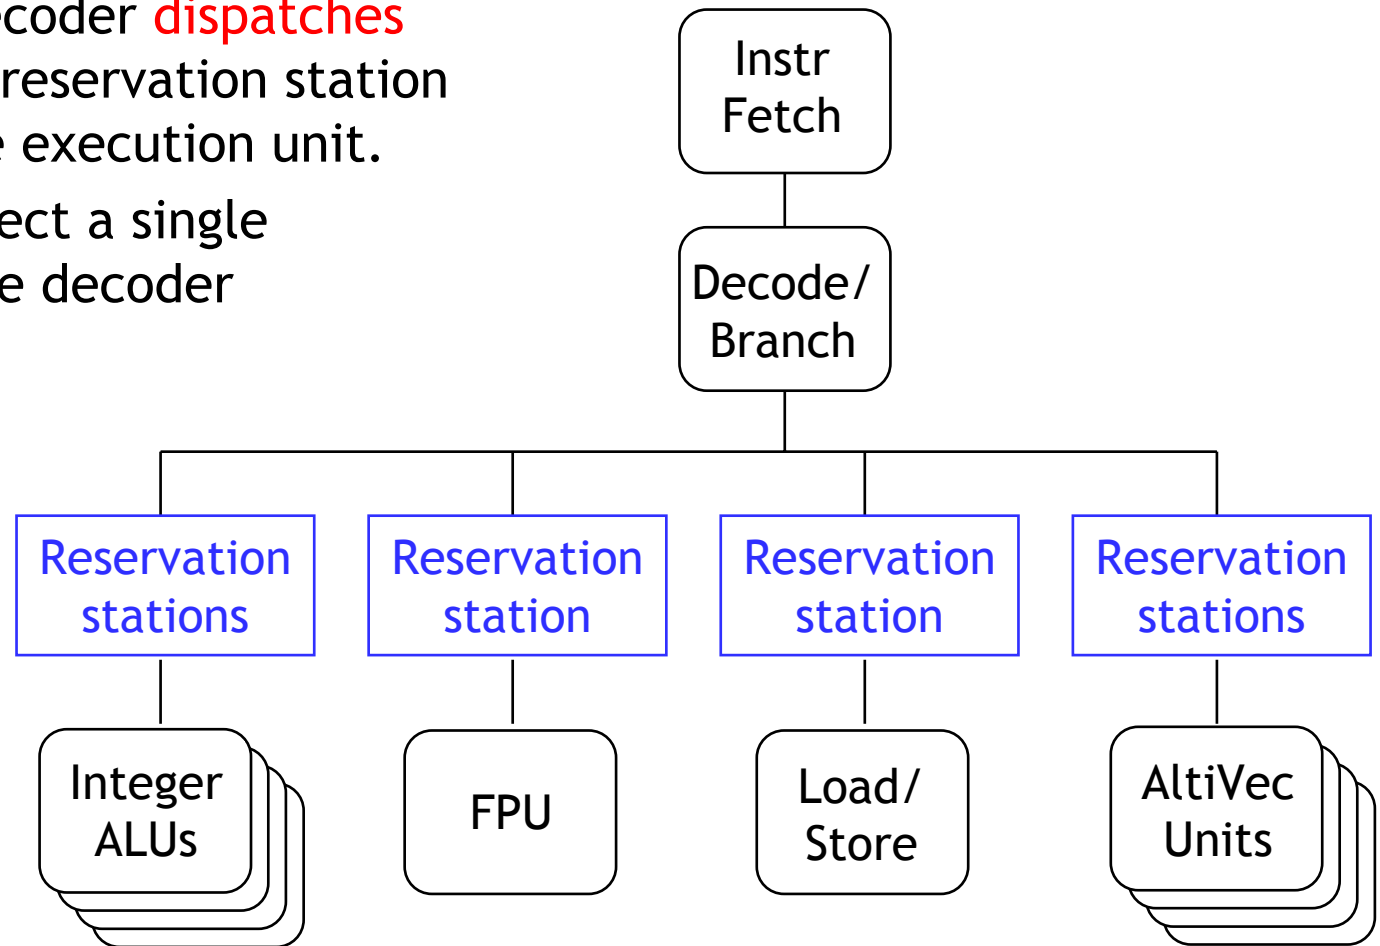 ecoder dispatches
reservation station
e execution unit.
ect a single
e decoder
Instr
Fetch
Decode/
Branch
Reservation
stations
Reservation
station
Reservation
station
Reservation
stations
Integer
ALUs
FPU
Load/
Store
AltiVec
Units